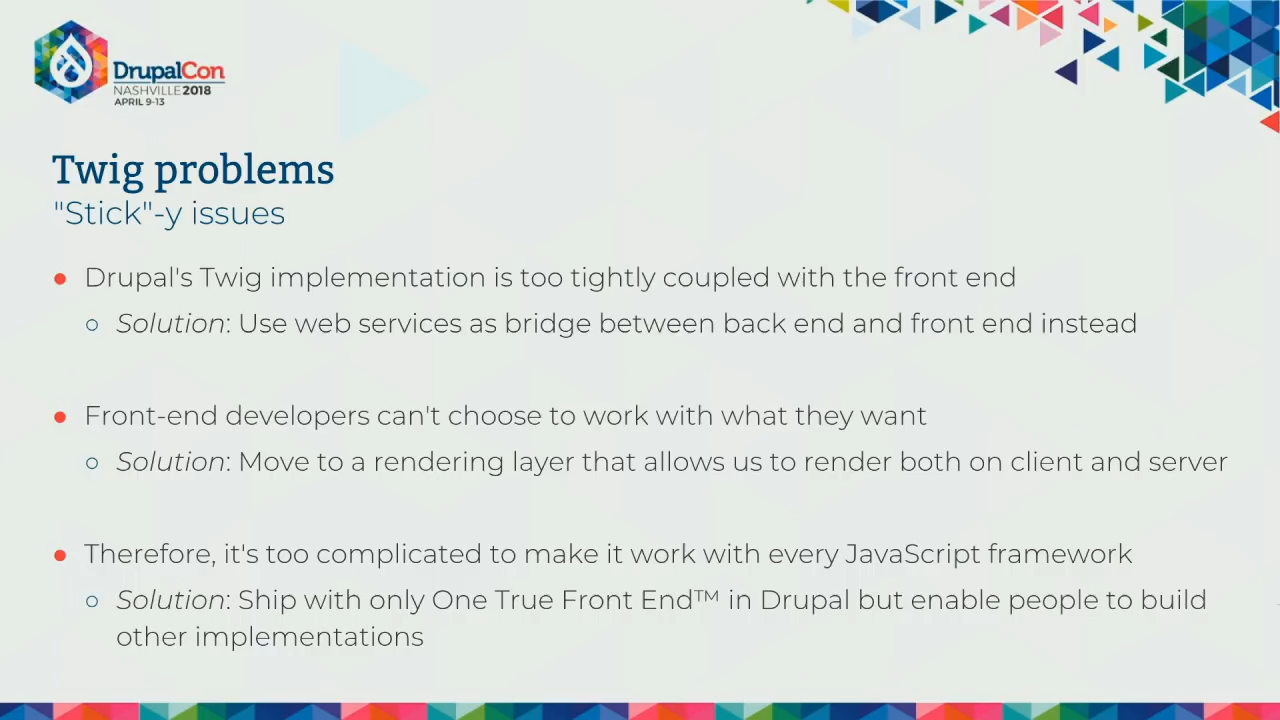 DrupalCon
NASHVILLE 2018
APRIL 9-13
Twig problems
"Stick"-y issues
● Drupal's Twig implementation is too tightly coupled with the front end
○ Solution: Use web services as bridge between back end and front end instead
● Front-end developers can't choose to work with what they want
○ Solution: Move to a rendering layer that allows us to render both on client and server
● Therefore, it's too complicated to make it work with every JavaScript framework
○ Solution: Ship with only One True Front End™ in Drupal but enable people to build
other implementations